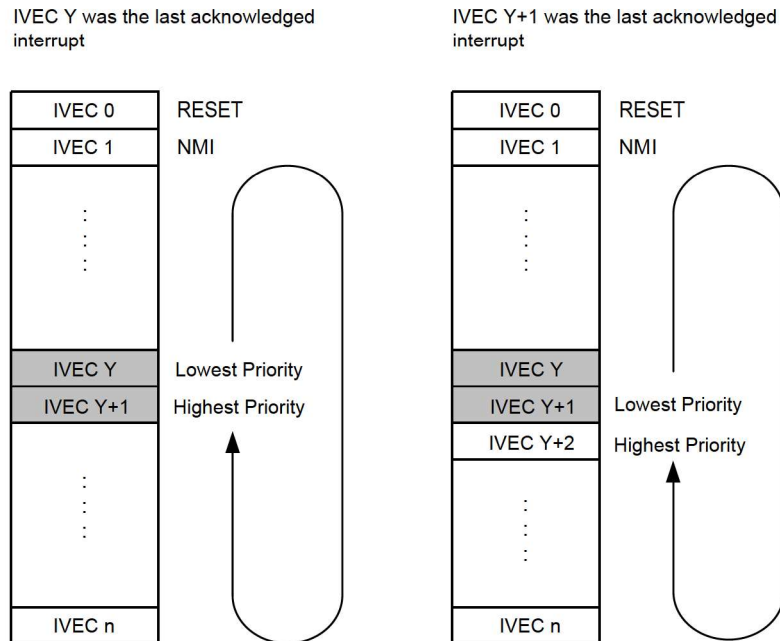 IVEC Y was the last acknowledged
interrupt
IVEC 0 RESET
IVEC 1 NMI
IVEC Y Lowest Priority
IVEC Y+1 Highest Priority
IVEC n
IVEC Y+1 was the last acknowledged
interrupt
IVEC 0 RESET
IVEC 1 NMI
IVEC Y
IVEC Y+1 Lowest Priority
IVEC Y+2 Highest Priority
IVEC n